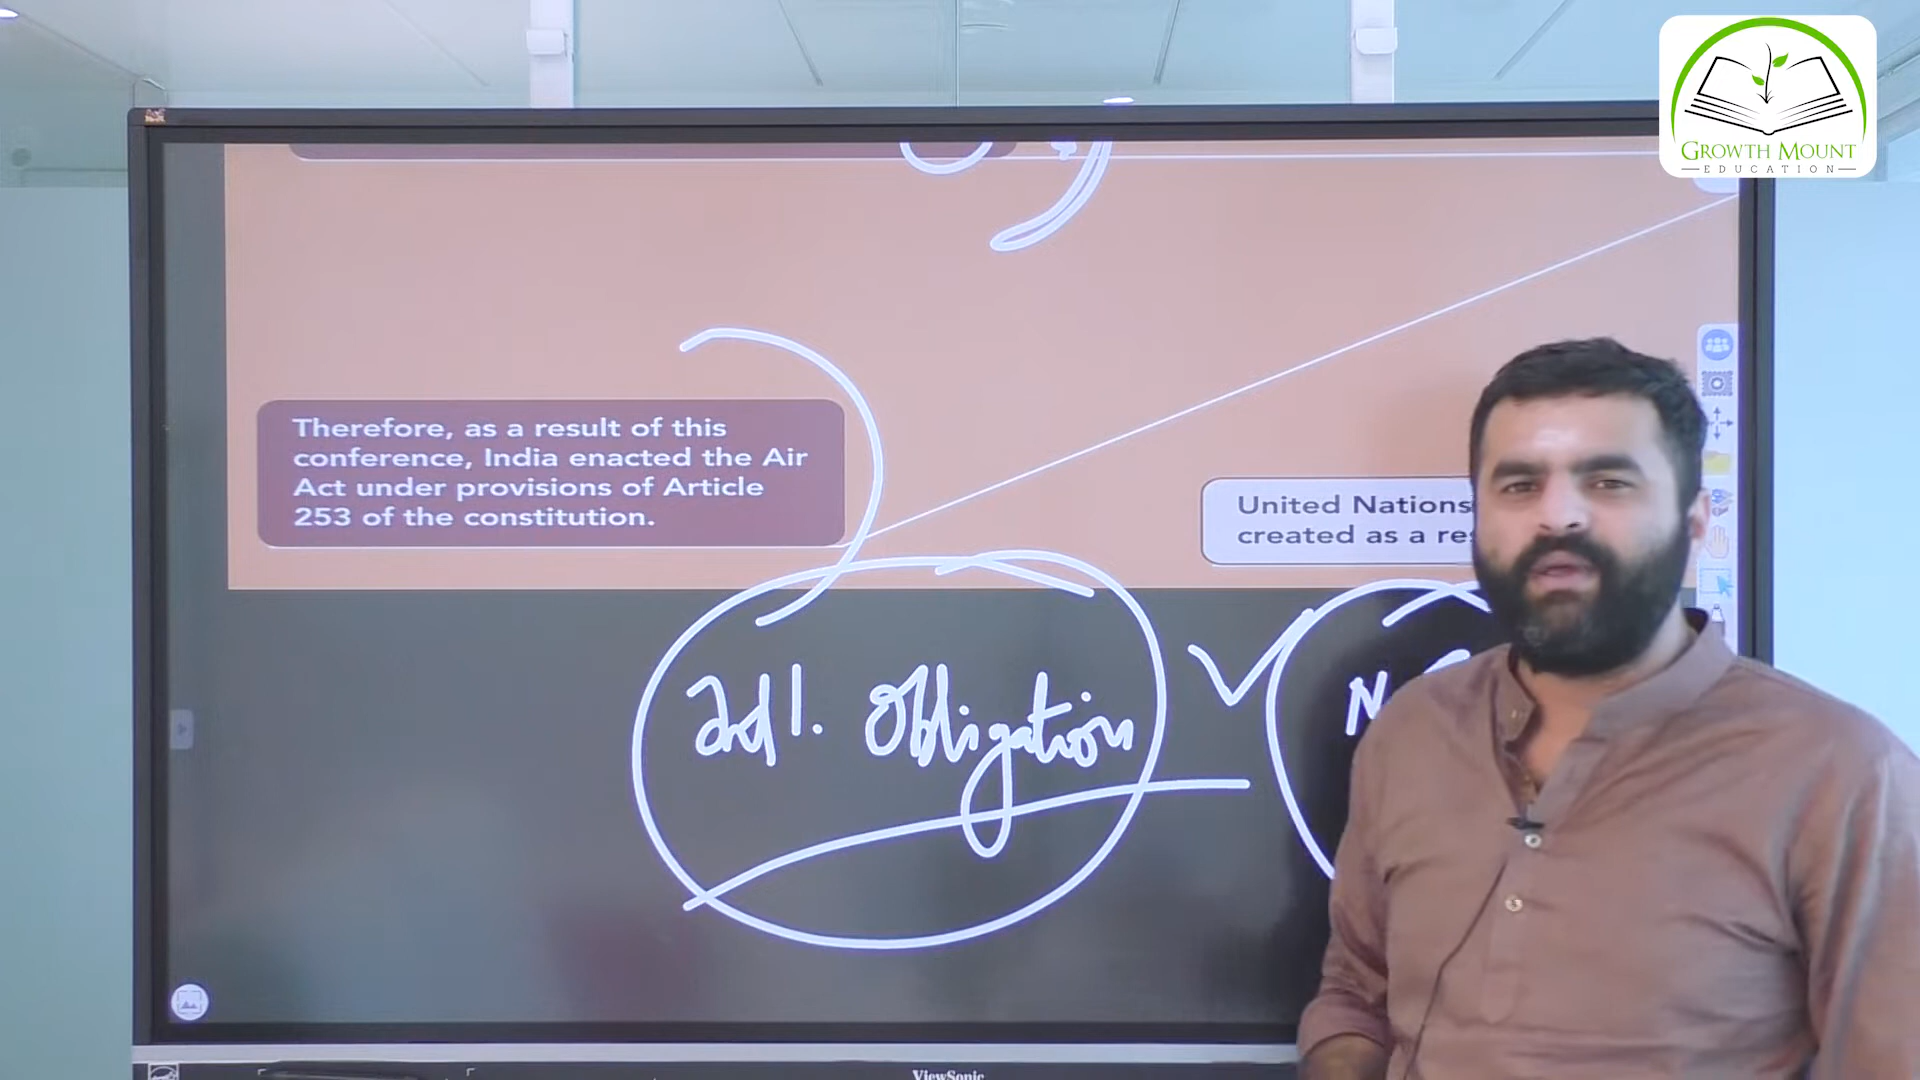 GROWTH MOUNT
EDUCATION
Therefore, as a result of this
conference, India enacted the Air
Act under provisions of Article
253 of the constitution.
United Nations
created as a res
Intl. Obligation
N
ViewSonic